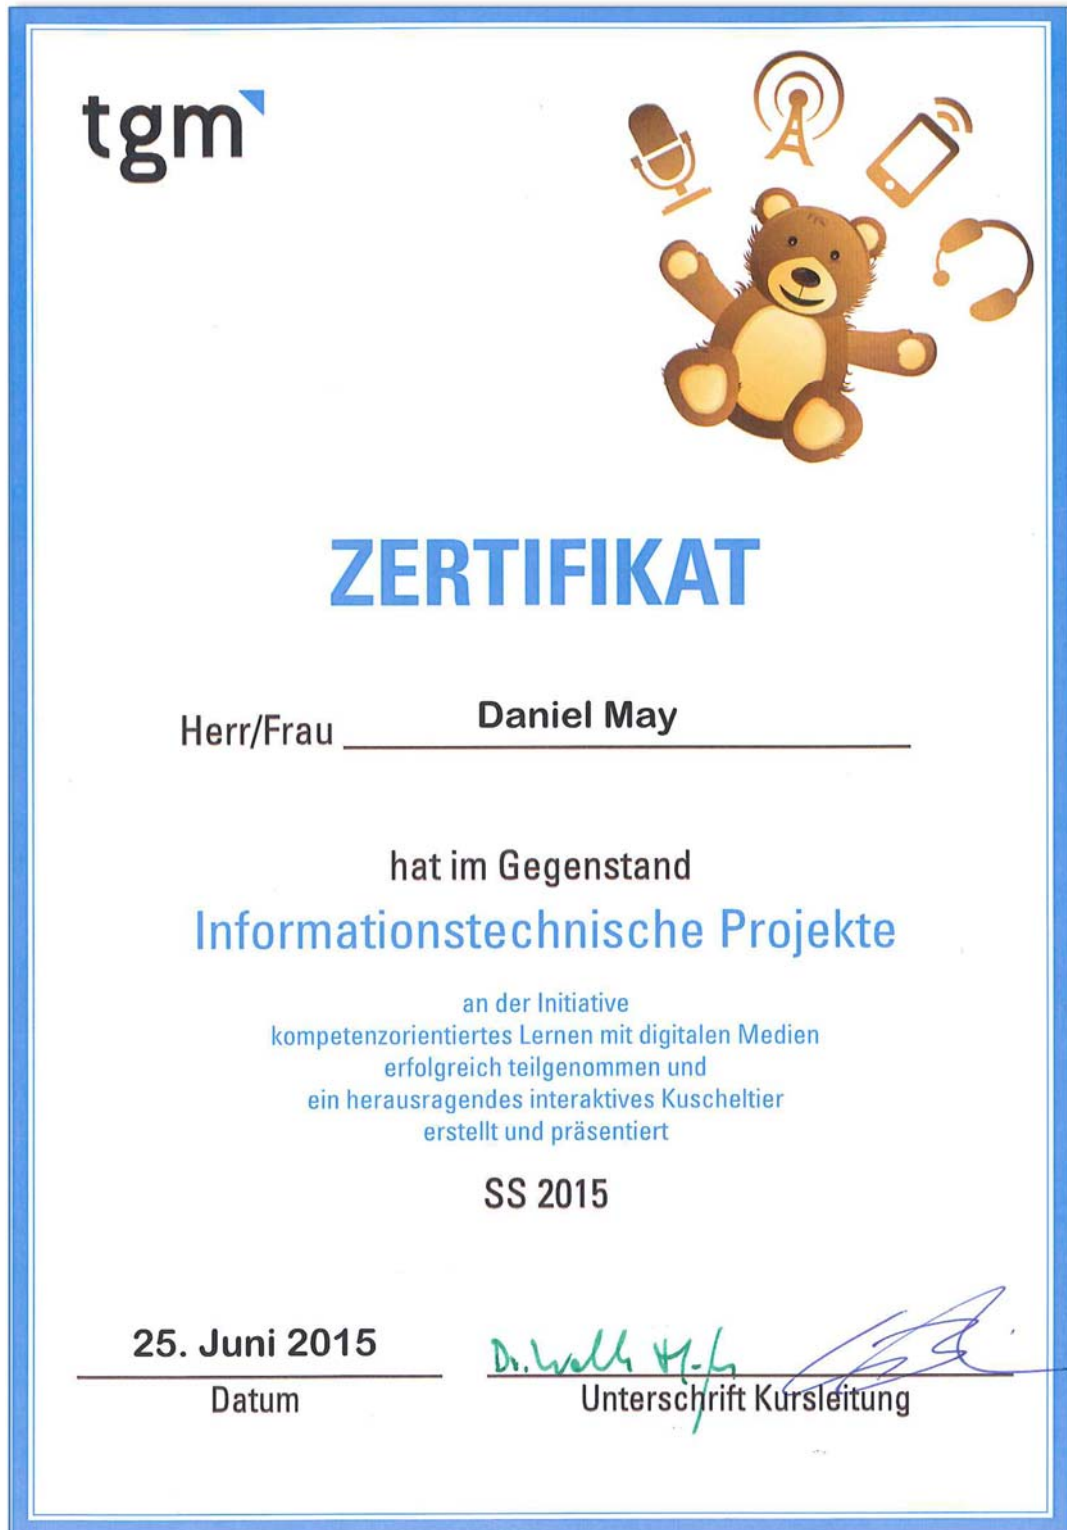 tgm
ZERTIFIKAT
Herr/Frau Daniel May
hat im Gegenstand
Informationstechnische Projekte
an der Initiative
kompetenzorientiertes Lernen mit digitalen Medien
erfolgreich teilgenommen und
ein herausragendes interaktives Kuscheltier
erstellt und präsentiert
SS 2015
25. Juni 2015
Dr.
Datum
Unterschrift Kursleitung